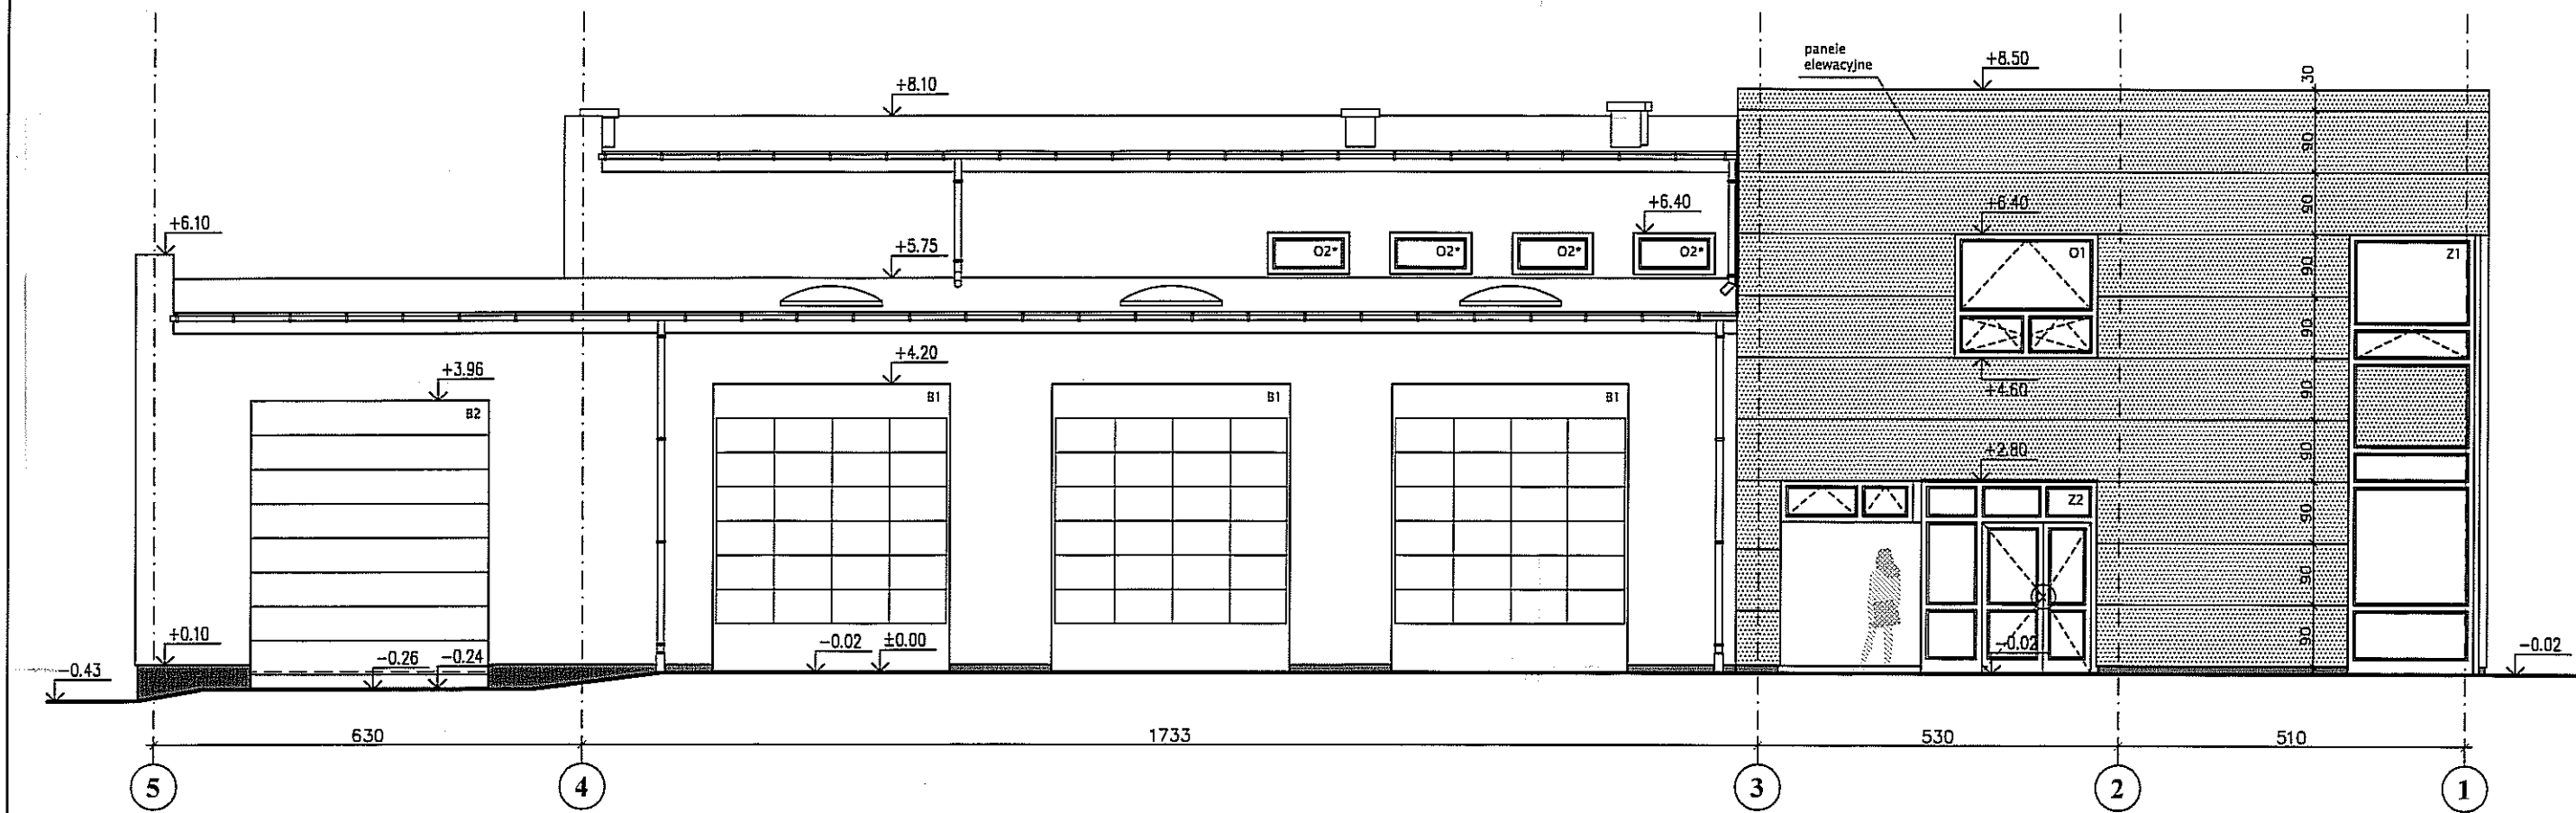 panele
elewacyjne
+8.50
30
+8.10
90
90
+6.40
+6.40
+6.10
+5.75
O2*
O2*
O2*
O2*
O1
Z1
90
90
+4.60
90
+4.20
+3.96
B2
B1
B1
B1
90
+2.80
Z2
90
90
90
+0.10
-0.02
±0.00
-0.02
-0.02
-0.43
-0.26
-0.24
630
1733
530
510
5
4
3
2
1